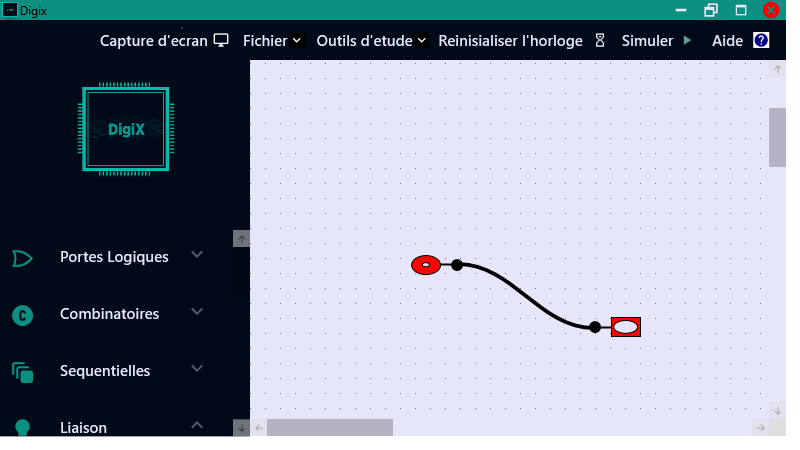 Digix
Capture d'ecran Fichier Outils d'etude Reinisialiser l'horloge Simuler Aide ?
DigiX
Portes Logiques
C Combinatoires
Sequentielles
Liaison